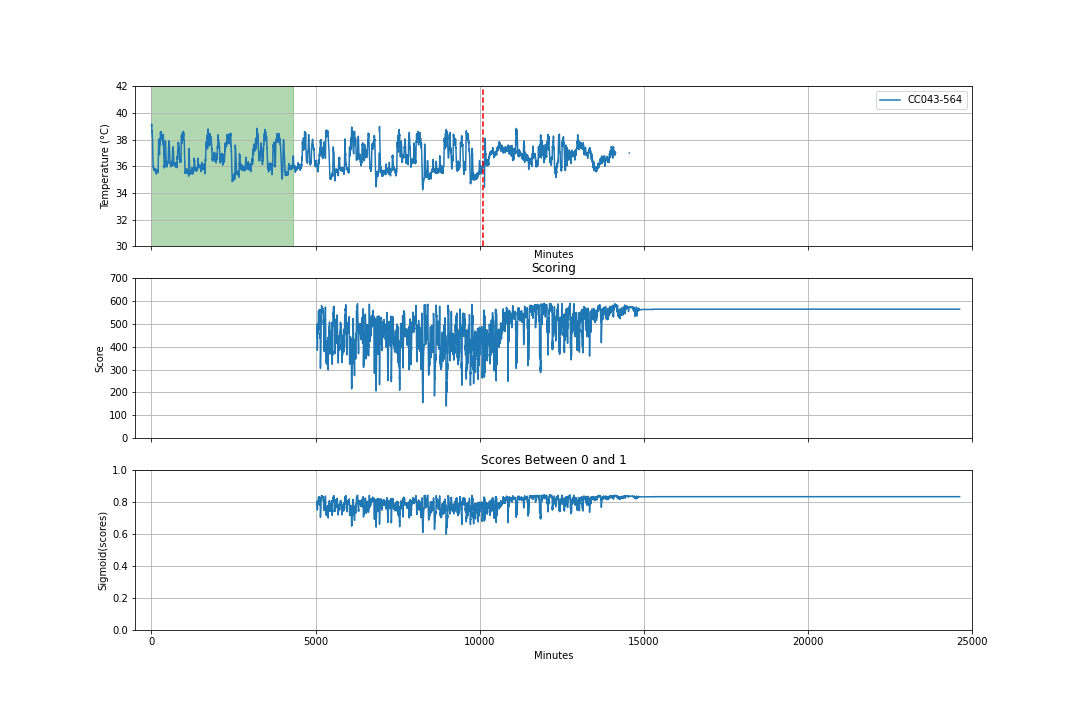 42
40
38
36
34
32
30
Temperature (°C)
CC043-564
Minutes
Scoring
700
600
500
400
300
200
100
0
Score
Scores Between 0 and 1
1.0
0.8
0.6
0.4
0.2
0.0
Sigmoid(scores)
0 5000 10000 15000 20000 25000
Minutes